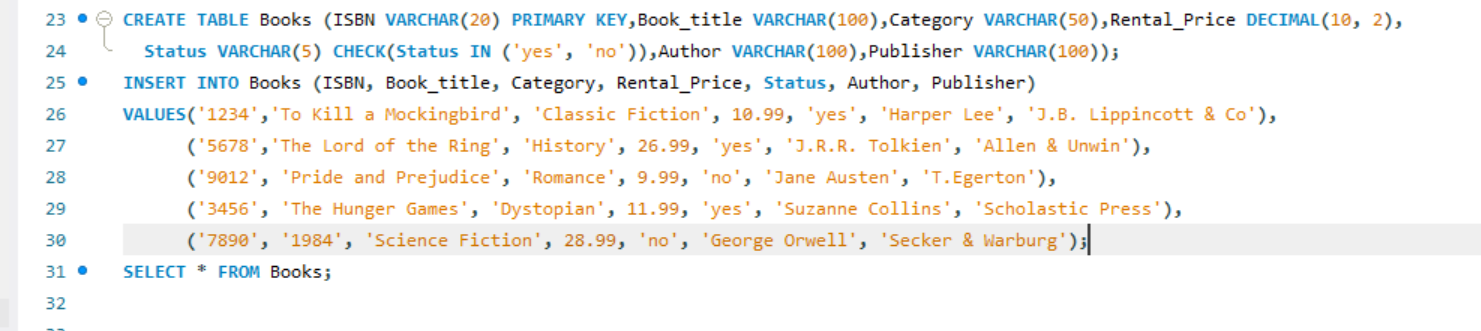 23 CREATE TABLE Books (ISBN VARCHAR(20) PRIMARY KEY,Book_title VARCHAR(100),Category VARCHAR(50),Rental_Price DECIMAL(10, 2),
24 Status VARCHAR(5) CHECK(Status IN ('yes', 'no')),Author VARCHAR(100),Publisher VARCHAR(100));
25 INSERT INTO Books (ISBN, Book_title, Category, Rental_Price, Status, Author, Publisher)
26 VALUES('1234','To Kill a Mockingbird', 'Classic Fiction', 10.99, 'yes', 'Harper Lee', 'J.B. Lippincott & Co'),
27 ('5678','The Lord of the Ring', 'History', 26.99, 'yes', 'J.R.R. Tolkien', 'Allen & Unwin'),
28 ('9012', 'Pride and Prejudice', 'Romance', 9.99, 'no', 'Jane Austen', 'T.Egerton'),
29 ('3456', 'The Hunger Games', 'Dystopian', 11.99, 'yes', 'Suzanne Collins', 'Scholastic Press'),
30 ('7890', '1984', 'Science Fiction', 28.99, 'no', 'George Orwell', 'Secker & Warburg');
31 SELECT * FROM Books;
32